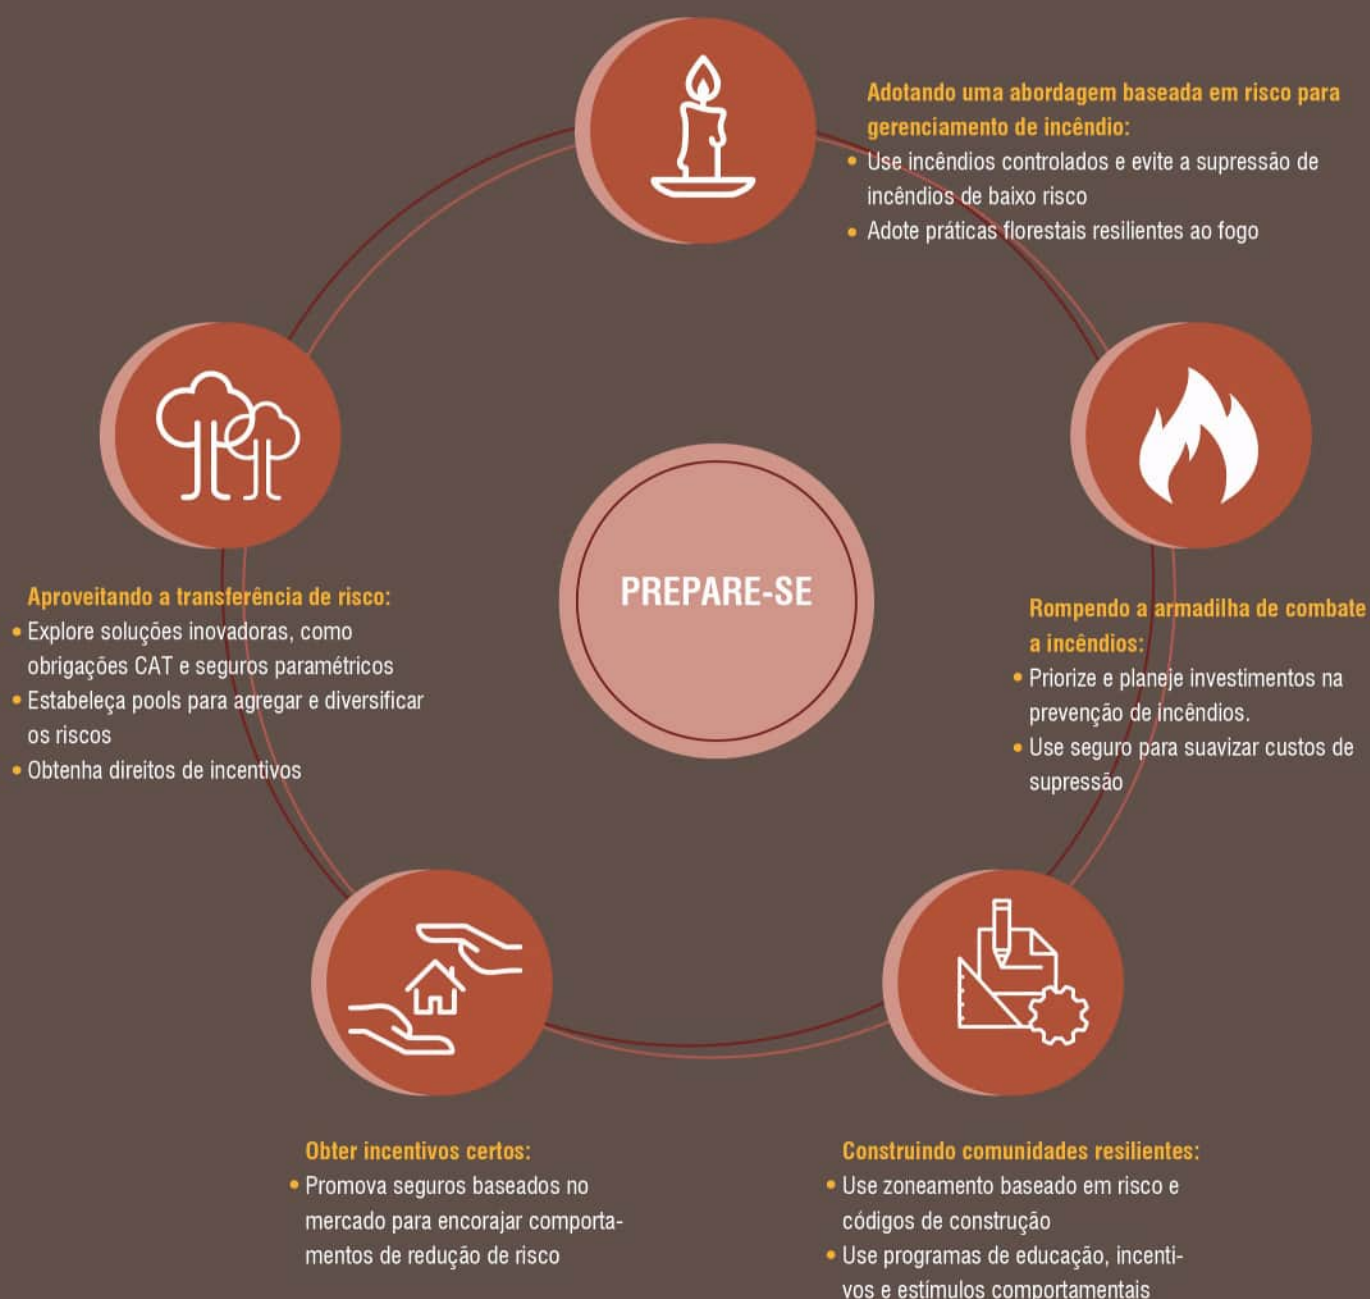 Adotando uma abordagem baseada em risco para
gerenciamento de incêndio:
• Use incêndios controlados e evite a supressão de
incêndios de baixo risco
• Adote práticas florestais resilientes ao fogo
PREPARE-SE
Aproveitando a transferência de risco:
• Explore soluções inovadoras, como
obrigações CAT e seguros paramétricos
• Estabeleça pools para agregar e diversificar
os riscos
• Obtenha direitos de incentivos
Rompendo a armadilha de combate
a incêndios:
• Priorize e planeje investimentos na
prevenção de incêndios.
• Use seguro para suavizar custos de
supressão
Obter incentivos certos:
• Promova seguros baseados no
mercado para encorajar comporta-
mentos de redução de risco
Construindo comunidades resilientes:
• Use zoneamento baseado em risco e
códigos de construção
• Use programas de educação, incenti-
vos e estímulos comportamentais